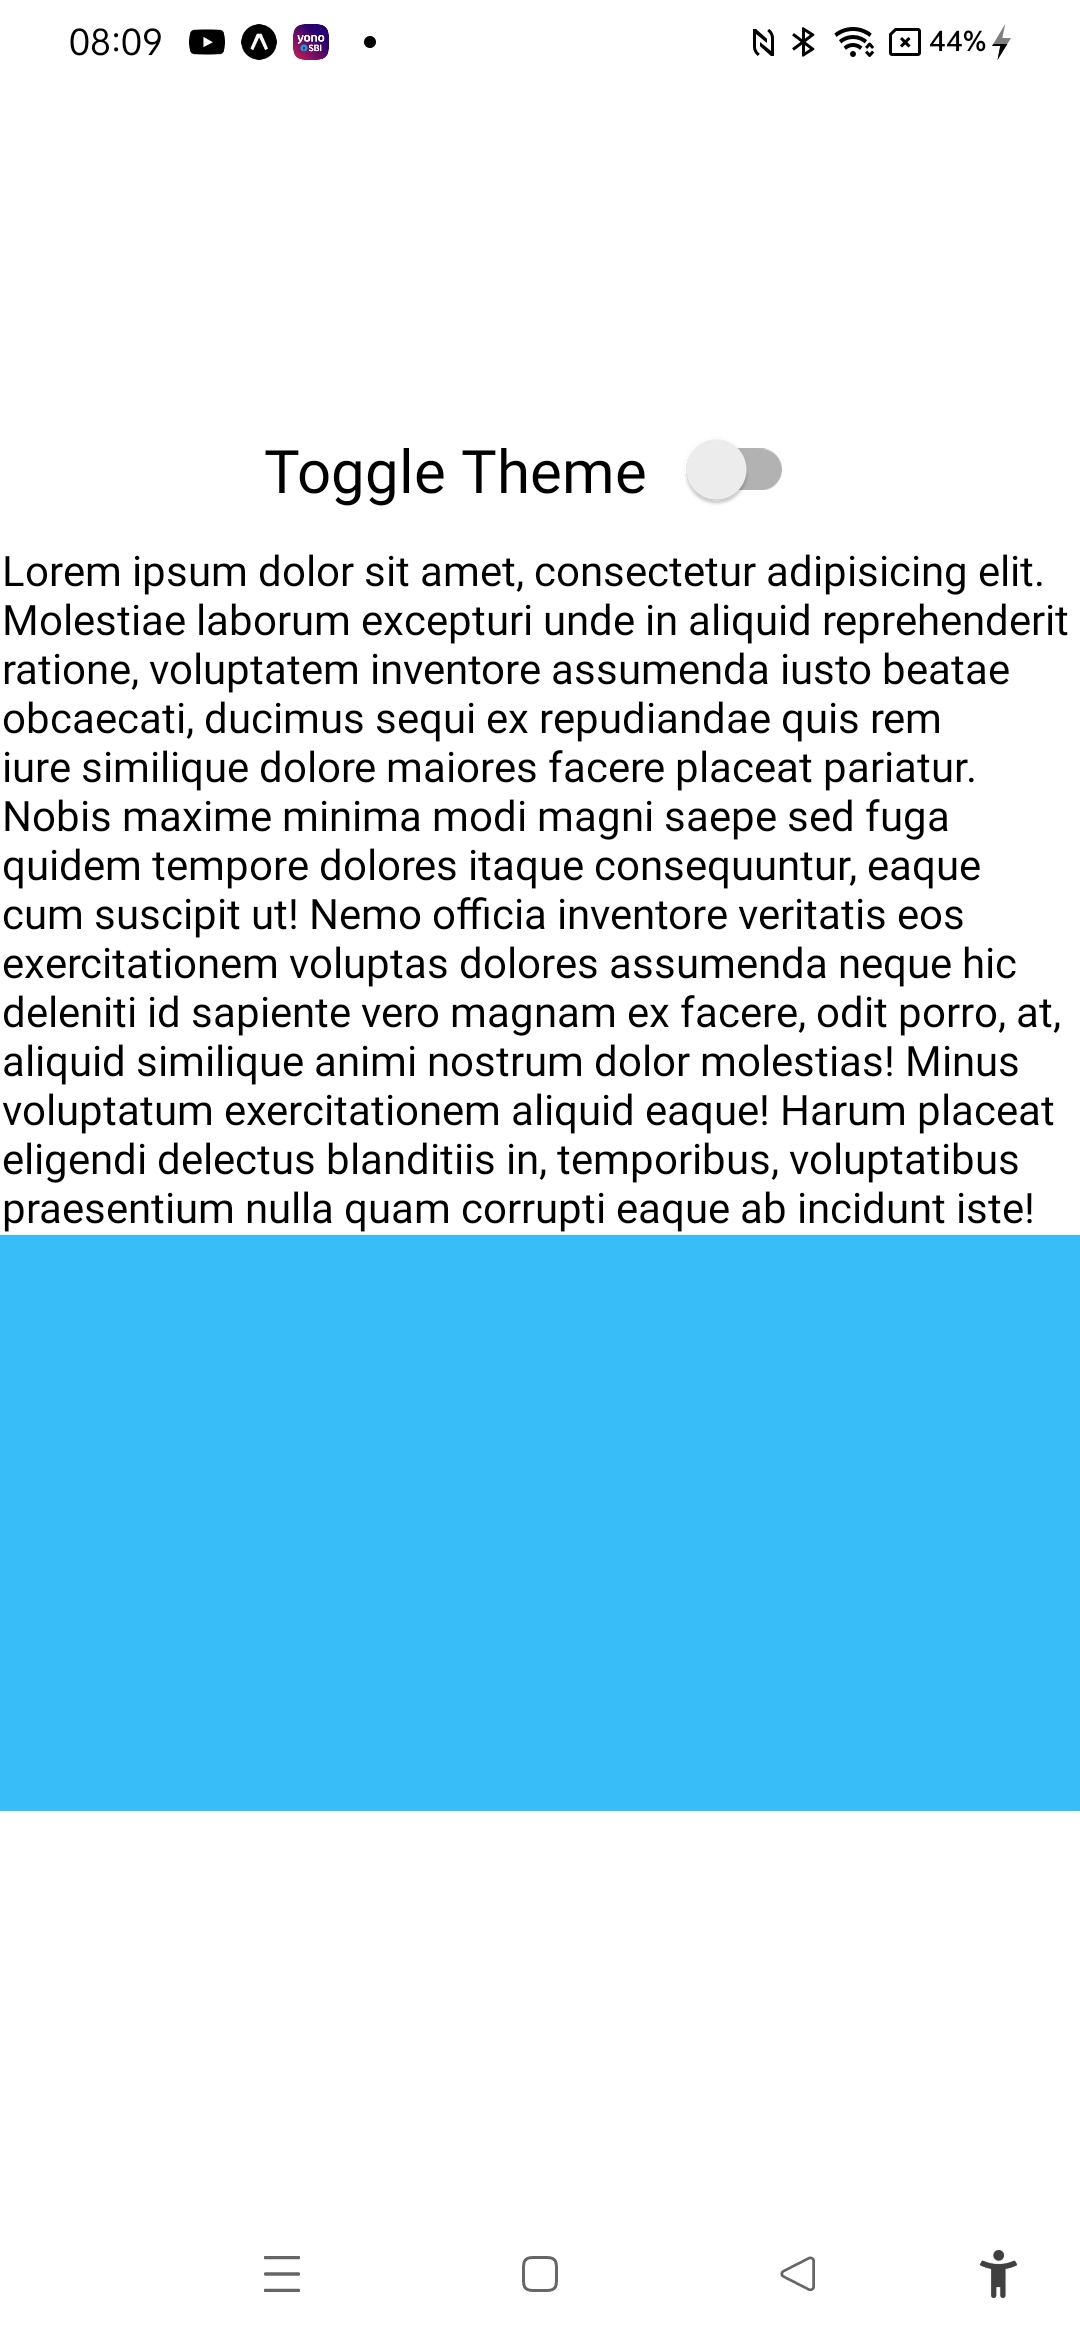 08:09 yono SBI 44%
Toggle Theme
Lorem ipsum dolor sit amet, consectetur adipisicing elit.
Molestiae laborum excepturi unde in aliquid reprehenderit
ratione, voluptatem inventore assumenda iusto beatae
obcaecati, ducimus sequi ex repudiandae quis rem
iure similique dolore maiores facere placeat pariatur.
Nobis maxime minima modi magni saepe sed fuga
quidem tempore dolores itaque consequuntur, eaque
cum suscipit ut! Nemo officia inventore veritatis eos
exercitationem voluptas dolores assumenda neque hic
deleniti id sapiente vero magnam ex facere, odit porro, at,
aliquid similique animi nostrum dolor molestias! Minus
voluptatum exercitationem aliquid eaque! Harum placeat
eligendi delectus blanditiis in, temporibus, voluptatibus
praesentium nulla quam corrupti eaque ab incidunt iste!